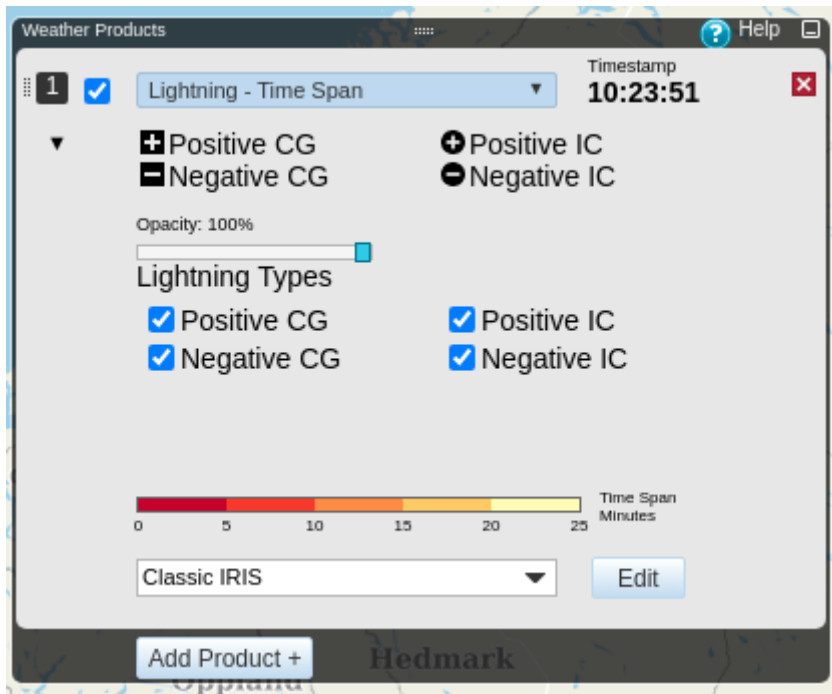 Weather Products
? Help
1
Lightning - Time Span
Timestamp
10:23:51
Positive CG
Positive IC
Negative CG
Negative IC
Opacity: 100%
Lightning Types
Positive CG
Positive IC
Negative CG
Negative IC
0 5 10 15 20 25
Time Span
Minutes
Classic IRIS
Edit
Add Product +
Hedmark
Oppland